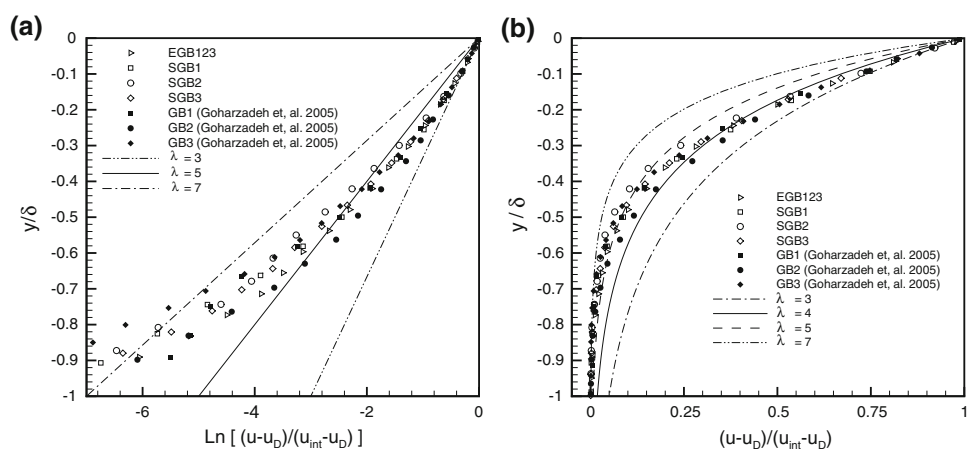 (a)
0
-0.1
-0.2
-0.3
-0.4
-0.5
-0.6
-0.7
-0.8
-0.9
-1
y/δ
EGB123
SGB1
SGB2
SGB3
GB1 (Goharzadeh et, al. 2005)
GB2 (Goharzadeh et, al. 2005)
GB3 (Goharzadeh et, al. 2005)
λ = 3
λ = 5
λ = 7
-6 -4 -2 0
Ln [ (u-u_D)/(u_int-u_D) ]
(b)
0
-0.1
-0.2
-0.3
-0.4
-0.5
-0.6
-0.7
-0.8
-0.9
-1
y/δ
EGB123
SGB1
SGB2
SGB3
GB1 (Goharzadeh et, al. 2005)
GB2 (Goharzadeh et, al. 2005)
GB3 (Goharzadeh et, al. 2005)
λ = 3
λ = 4
λ = 5
λ = 7
0 0.25 0.5 0.75 1
(u-u_D)/(u_int-u_D)